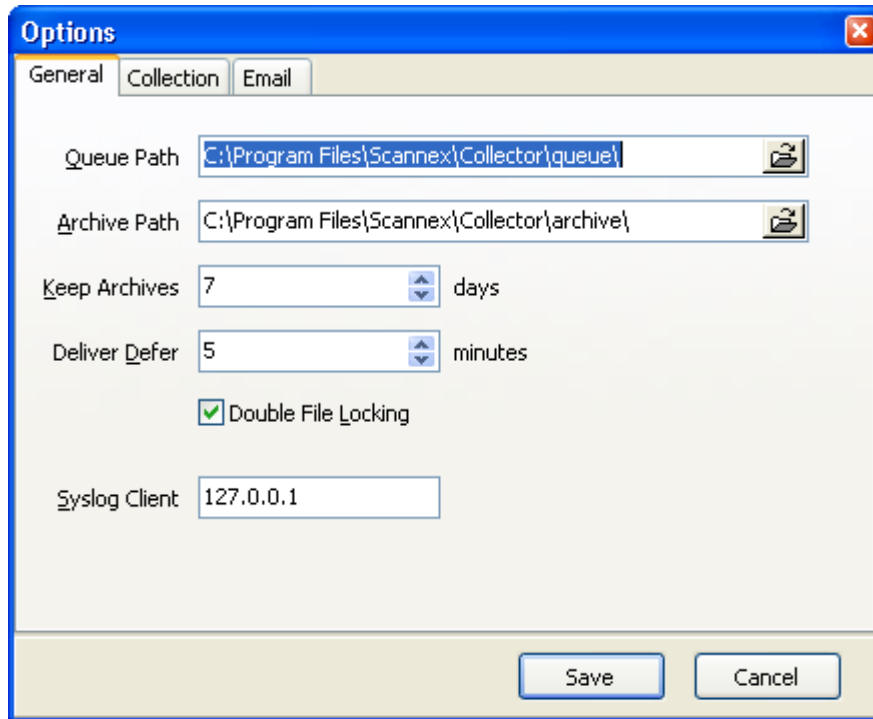 Options
General Collection Email
Queue Path C:\Program Files\Scannex\Collector\queue\
Archive Path C:\Program Files\Scannex\Collector\archive\
Keep Archives 7 days
Deliver Defer 5 minutes
Double File Locking
Syslog Client 127.0.0.1
Save Cancel